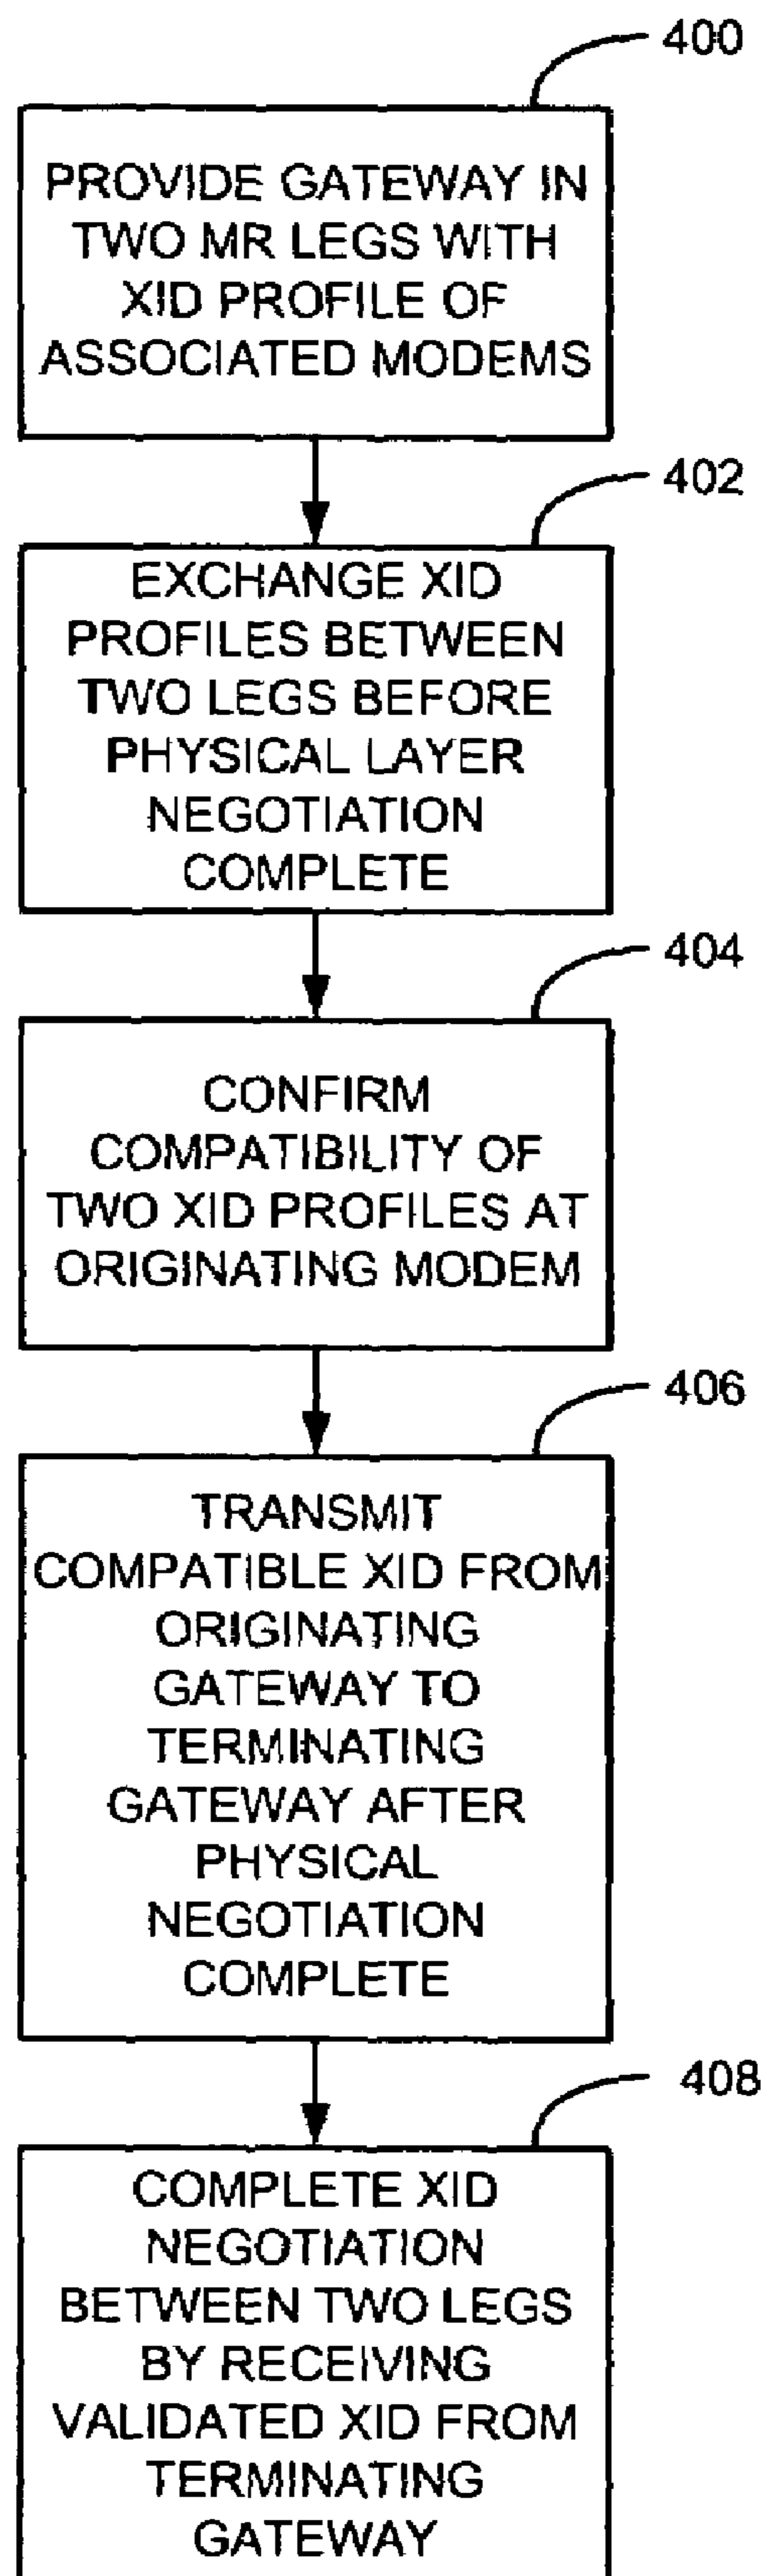 400
PROVIDE GATEWAY IN
TWO MR LEGS WITH
XID PROFILE OF
ASSOCIATED MODEMS
402
EXCHANGE XID
PROFILES BETWEEN
TWO LEGS BEFORE
PHYSICAL LAYER
NEGOTIATION
COMPLETE
404
CONFIRM
COMPATIBILITY OF
TWO XID PROFILES AT
ORIGINATING MODEM
406
TRANSMIT
COMPATIBLE XID FROM
ORIGINATING
GATEWAY TO
TERMINATING
GATEWAY AFTER
PHYSICAL
NEGOTIATION
COMPLETE
408
COMPLETE XID
NEGOTIATION
BETWEEN TWO LEGS
BY RECEIVING
VALIDATED XID FROM
TERMINATING
GATEWAY